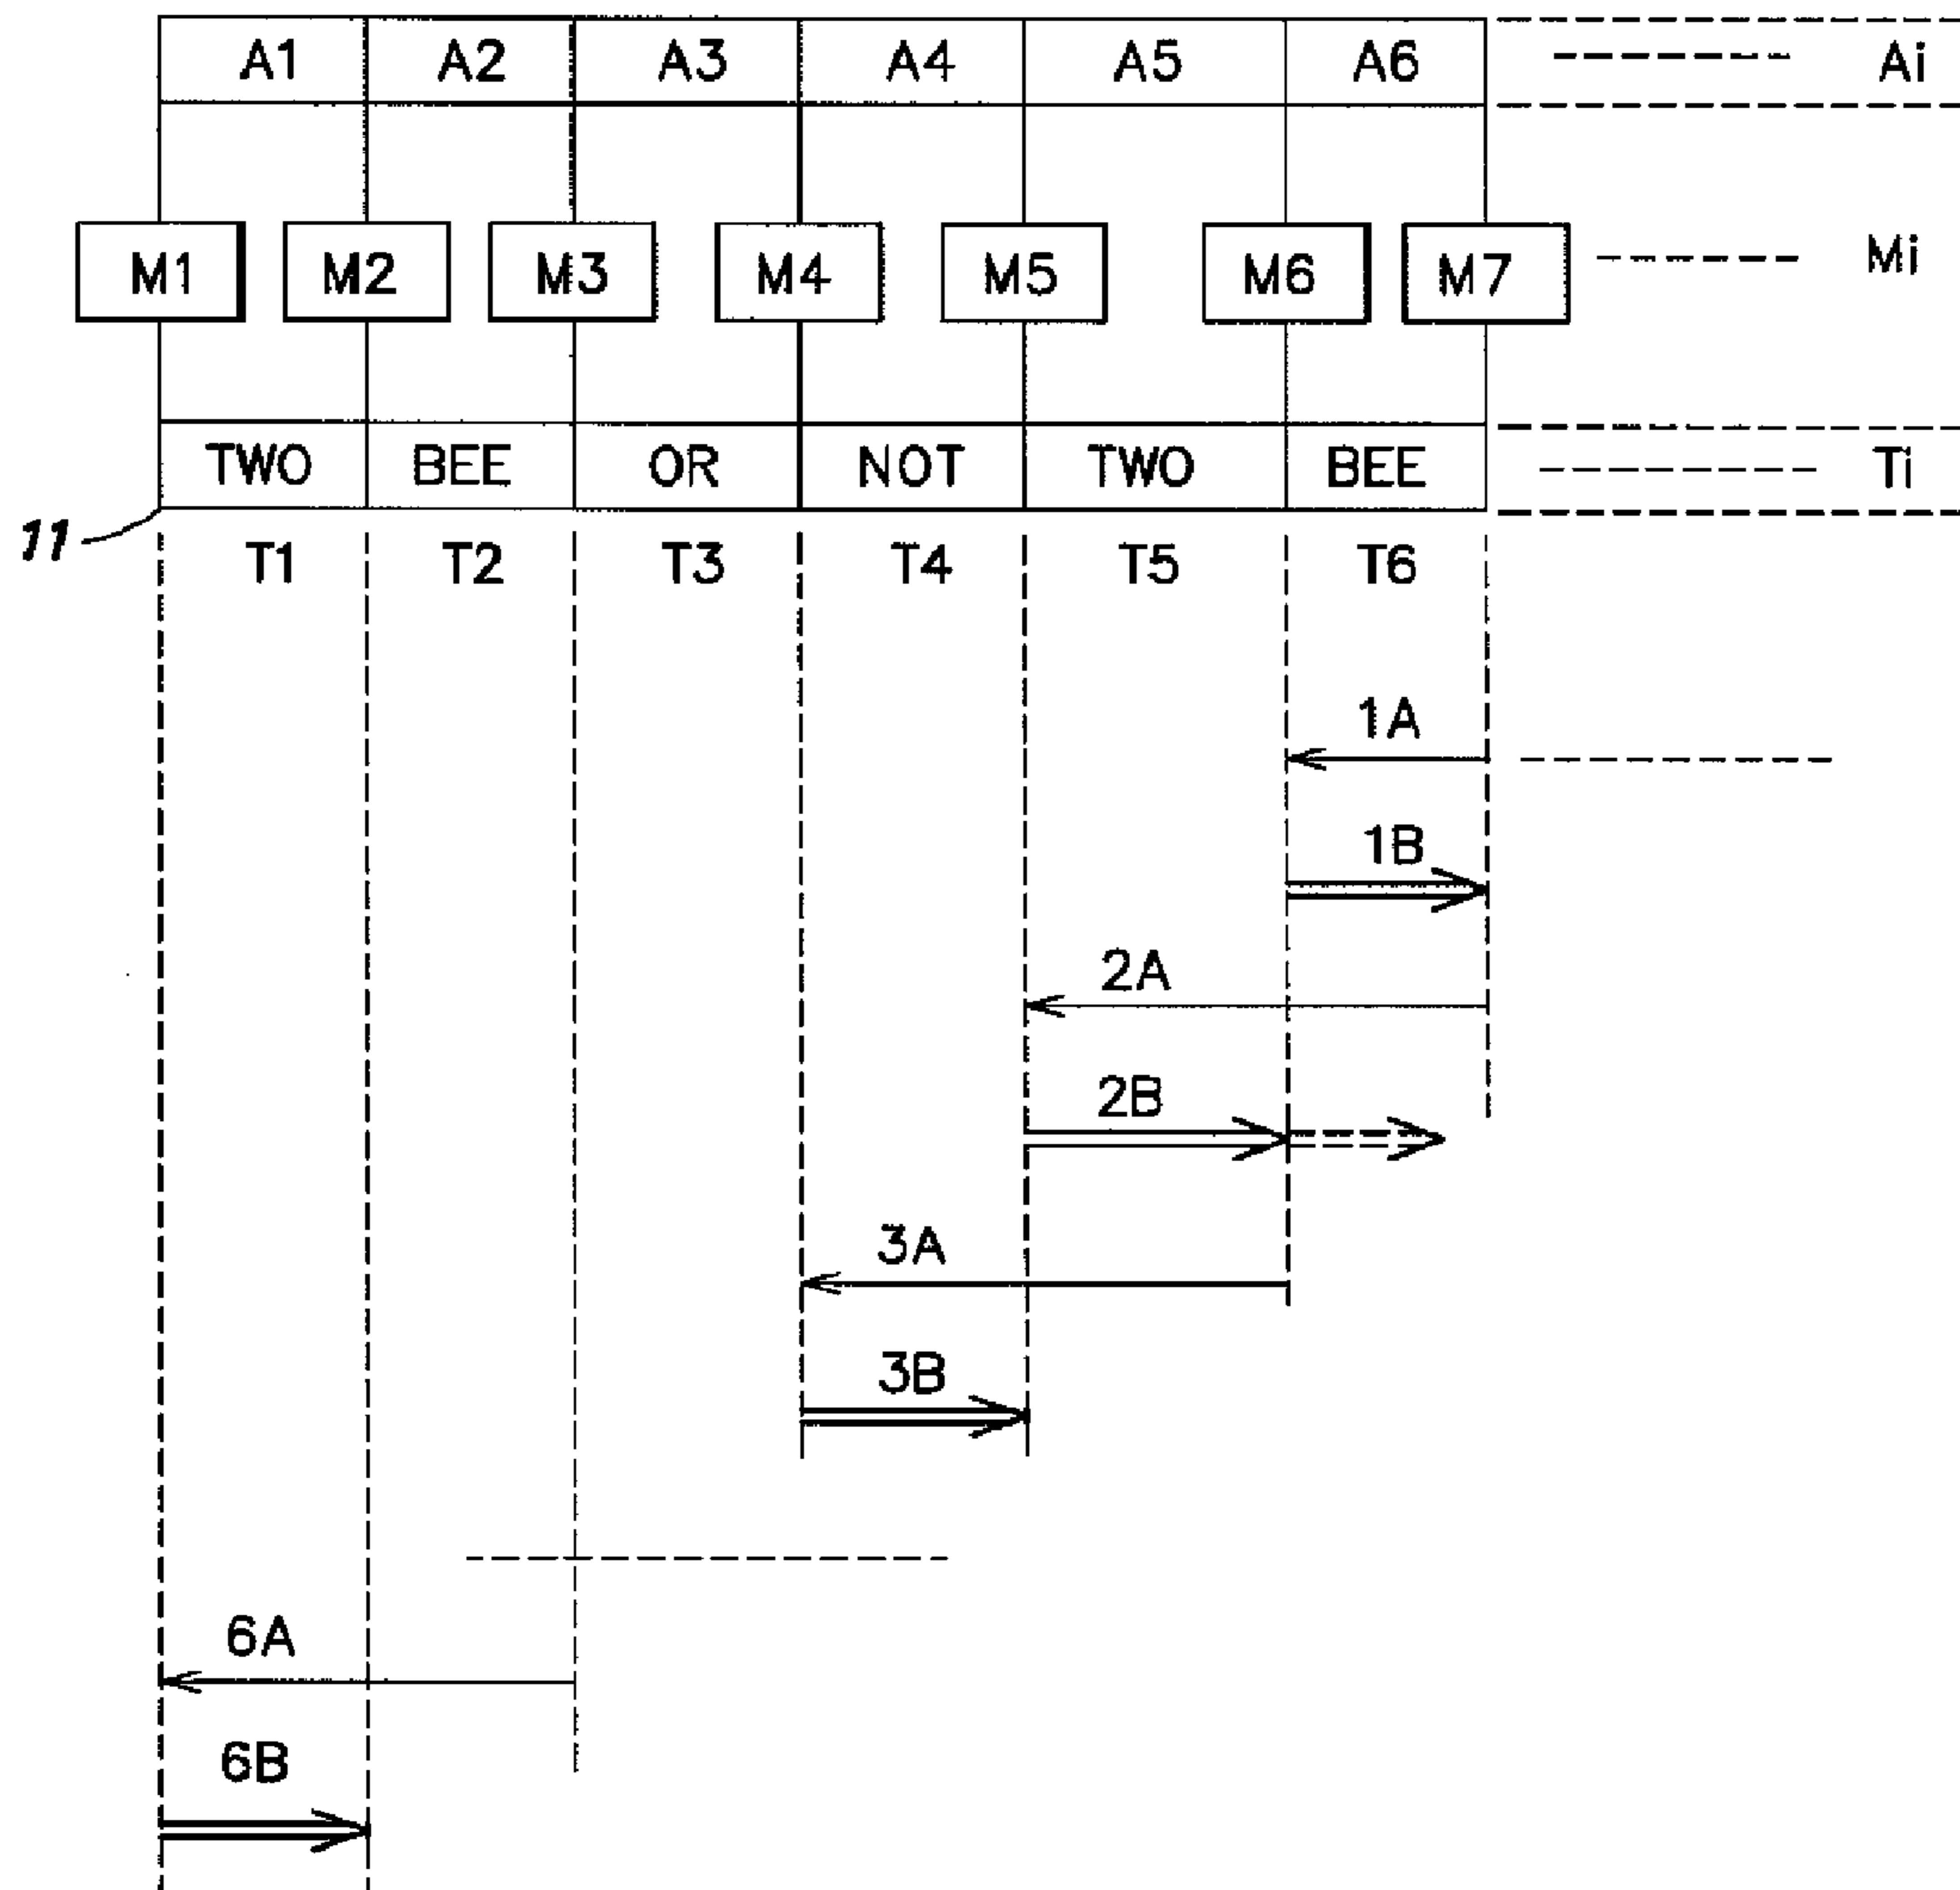 A1 A2 A3 A4 A5 A6 Ai
M1 M2 M3 M4 M5 M6 M7 Mi
TWO BEE OR NOT TWO BEE Ti
11
T1 T2 T3 T4 T5 T6
1A
1B
2A
2B
3A
3B
6A
6B